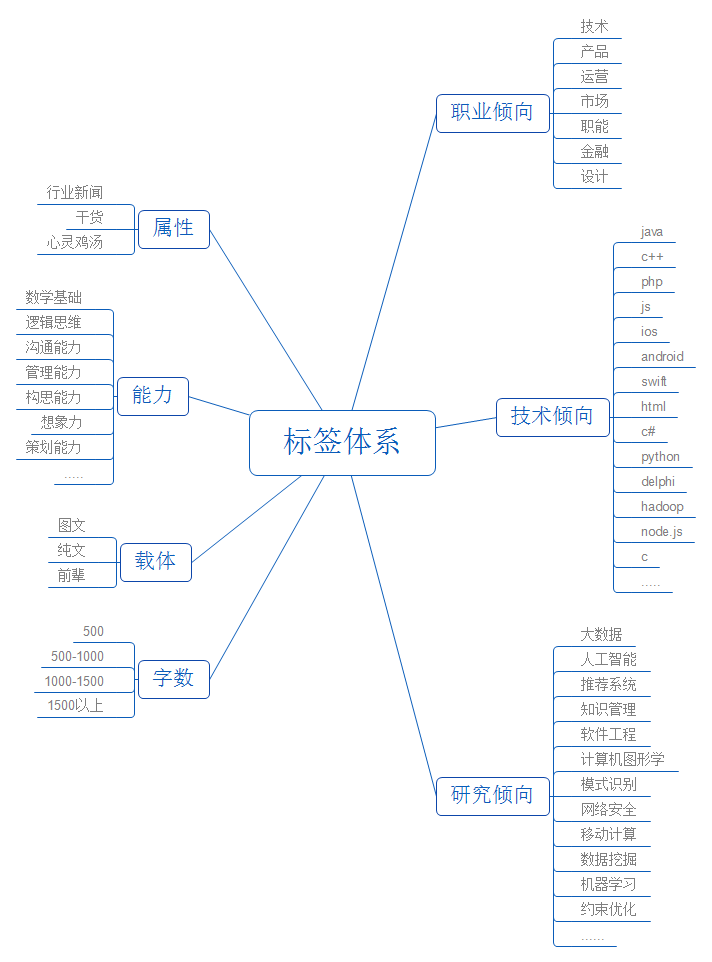 标签体系
职业倾向
技术
产品
运营
市场
职能
金融
设计
技术倾向
java
c++
php
js
ios
android
swift
html
c#
python
delphi
hadoop
node.js
c
.....
研究倾向
大数据
人工智能
推荐系统
知识管理
软件工程
计算机图形学
模式识别
网络安全
移动计算
数据挖掘
机器学习
约束优化
......
属性
行业新闻
干货
心灵鸡汤
能力
数学基础
逻辑思维
沟通能力
管理能力
构思能力
想象力
策划能力
.....
载体
图文
纯文
前辈
字数
500
500-1000
1000-1500
1500以上